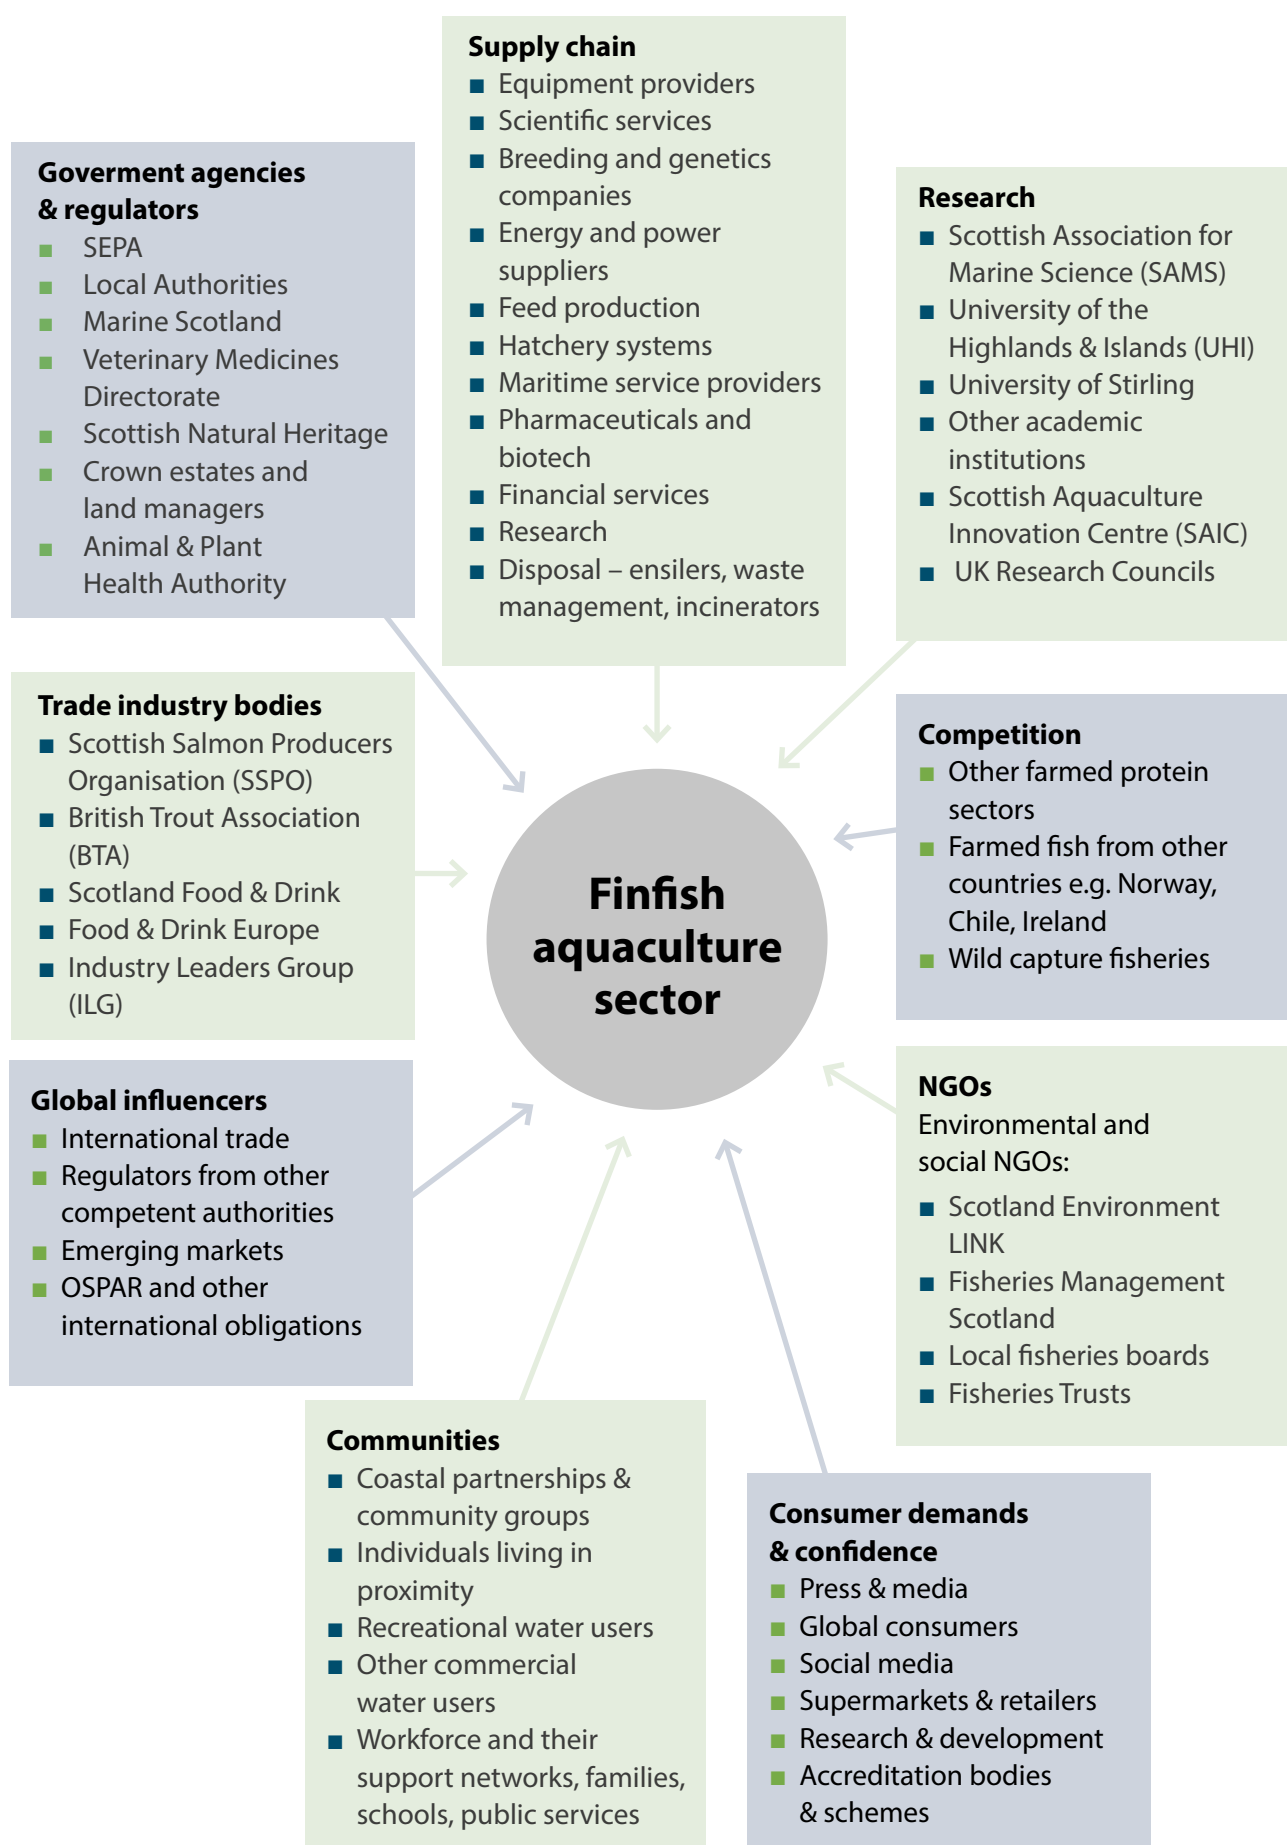 Supply chain
■ Equipment providers
■ Scientific services
■ Breeding and genetics
companies
■ Energy and power
suppliers
■ Feed production
■ Hatchery systems
■ Maritime service providers
■ Pharmaceuticals and
biotech
■ Financial services
■ Research
■ Disposal – ensilers, waste
management, incinerators
Goverment agencies
& regulators
■ SEPA
■ Local Authorities
■ Marine Scotland
■ Veterinary Medicines
Directorate
■ Scottish Natural Heritage
■ Crown estates and
land managers
■ Animal & Plant
Health Authority
Research
■ Scottish Association for
Marine Science (SAMS)
■ University of the
Highlands & Islands (UHI)
■ University of Stirling
■ Other academic
institutions
■ Scottish Aquaculture
Innovation Centre (SAIC)
■ UK Research Councils
Trade industry bodies
■ Scottish Salmon Producers
Organisation (SSPO)
■ British Trout Association
(BTA)
■ Scotland Food & Drink
■ Food & Drink Europe
■ Industry Leaders Group
(ILG)
Competition
■ Other farmed protein
sectors
■ Farmed fish from other
countries e.g. Norway,
Chile, Ireland
■ Wild capture fisheries
Finfish
aquaculture
sector
Global influencers
■ International trade
■ Regulators from other
competent authorities
■ Emerging markets
■ OSPAR and other
international obligations
NGOs
Environmental and
social NGOs:
■ Scotland Environment
LINK
■ Fisheries Management
Scotland
■ Local fisheries boards
■ Fisheries Trusts
Communities
■ Coastal partnerships &
community groups
■ Individuals living in
proximity
■ Recreational water users
■ Other commercial
water users
■ Workforce and their
support networks, families,
schools, public services
Consumer demands
& confidence
■ Press & media
■ Global consumers
■ Social media
■ Supermarkets & retailers
■ Research & development
■ Accreditation bodies
& schemes